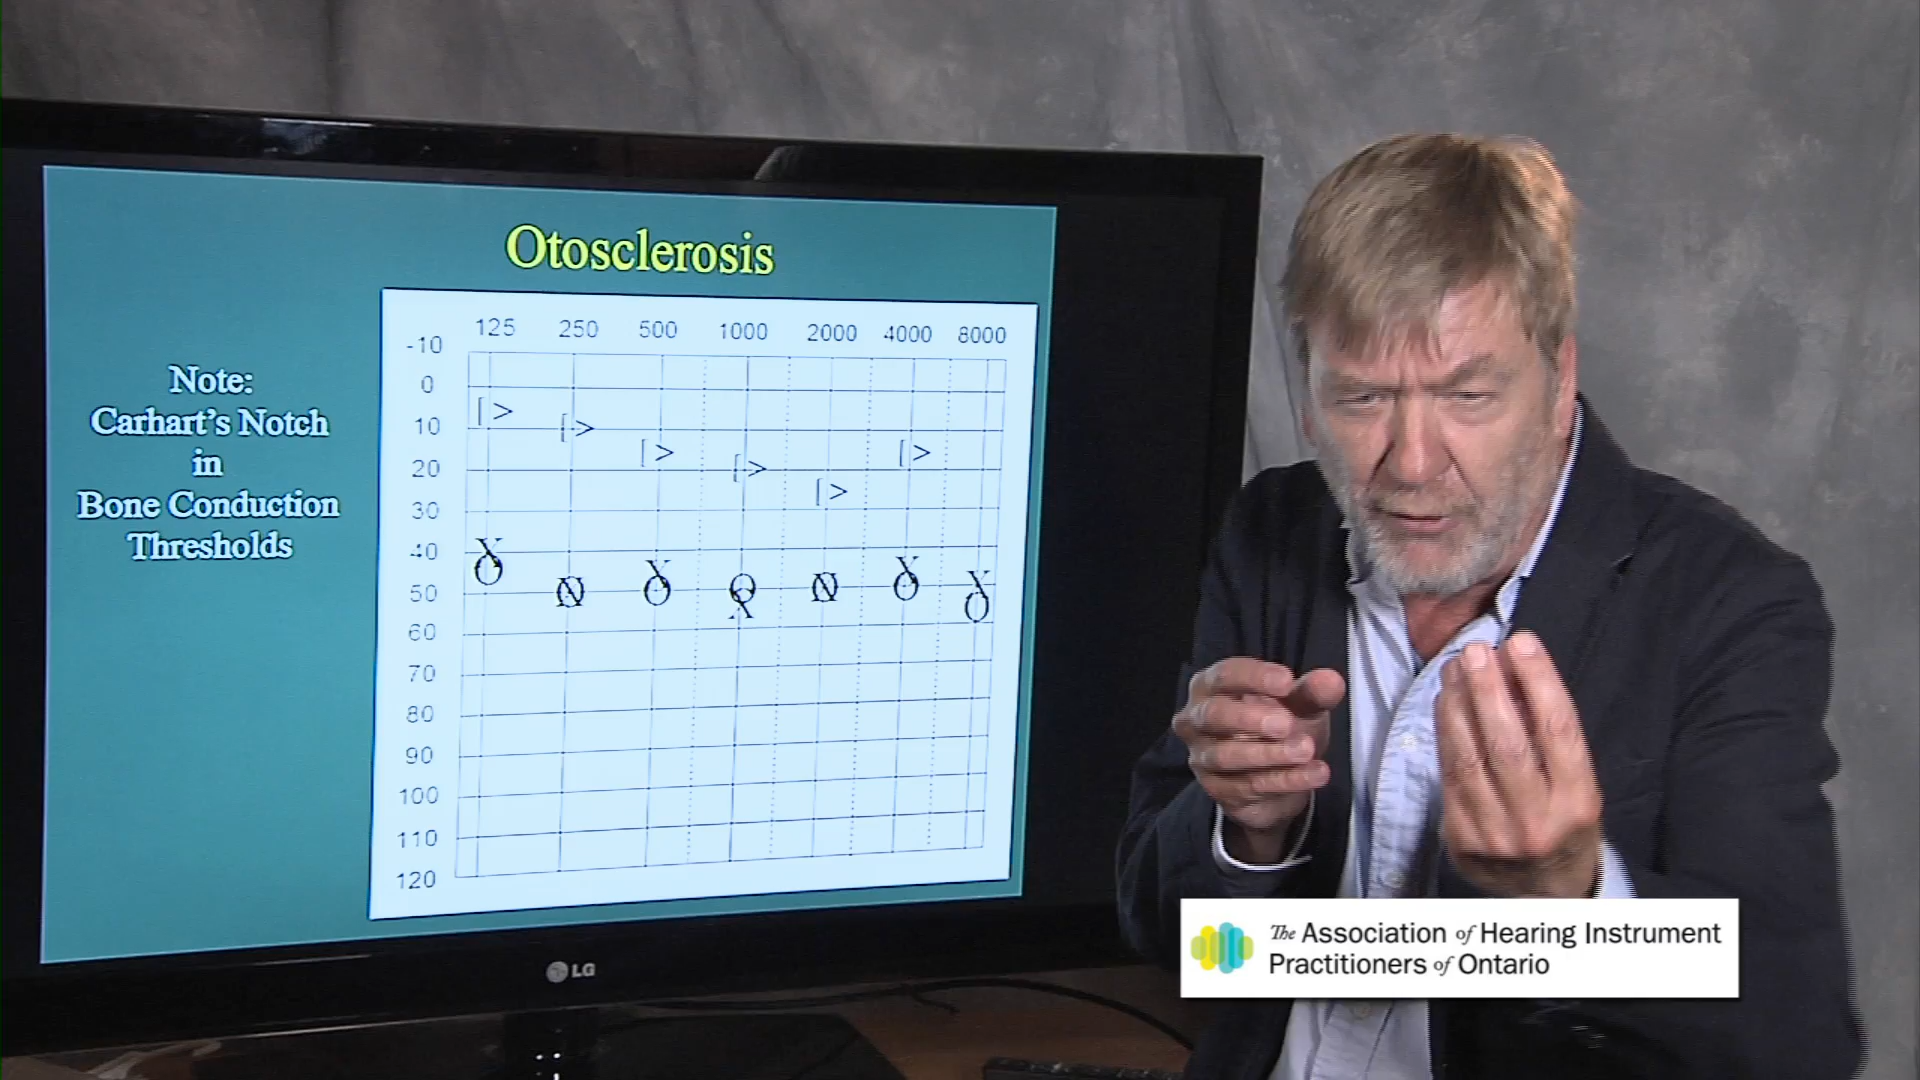 Otosclerosis
Note:
Carhart's Notch
in
Bone Conduction
Thresholds
125 250 500 1000 2000 4000 8000
-10
0
10
20
30
40
50
60
70
80
90
100
110
120
LG
The Association of Hearing Instrument
Practitioners of Ontario